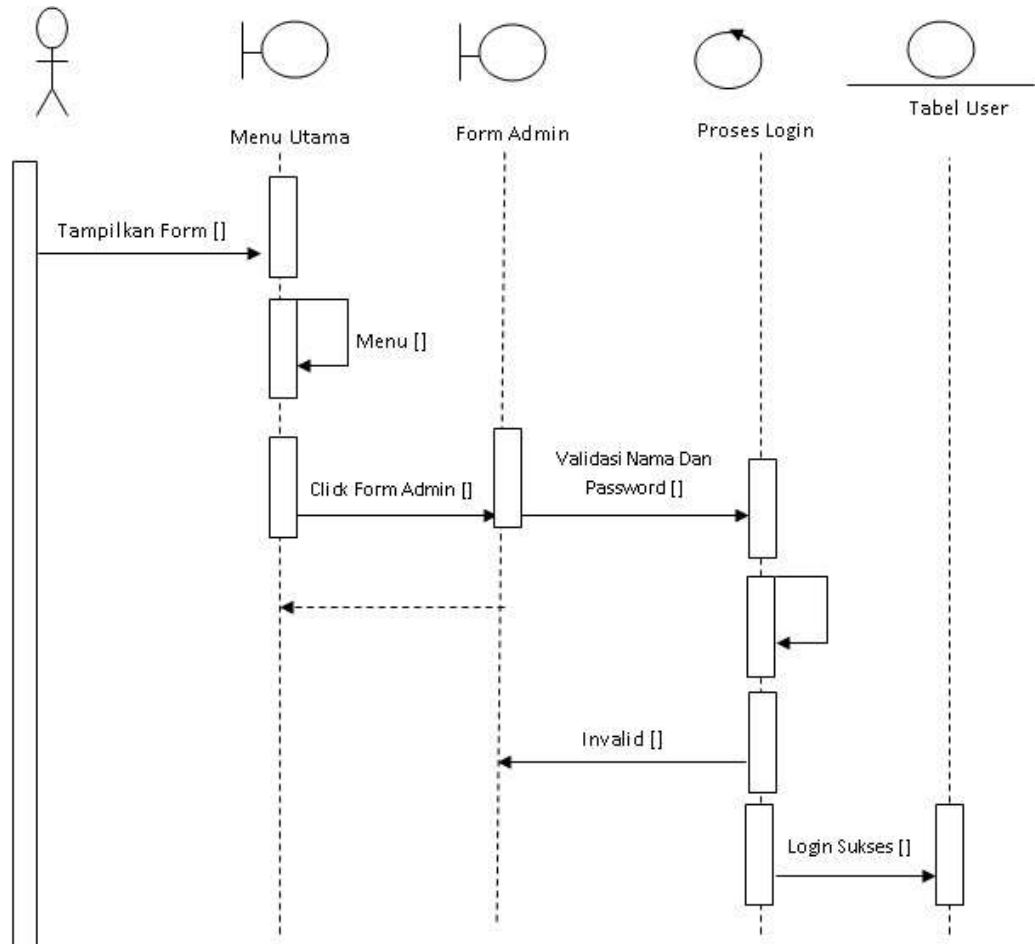 Menu Utama
Form Admin
Proses Login
Tabel User
Tampilkan Form []
Menu []
Click Form Admin []
Validasi Nama Dan
Password []
Invalid []
Login Sukses []